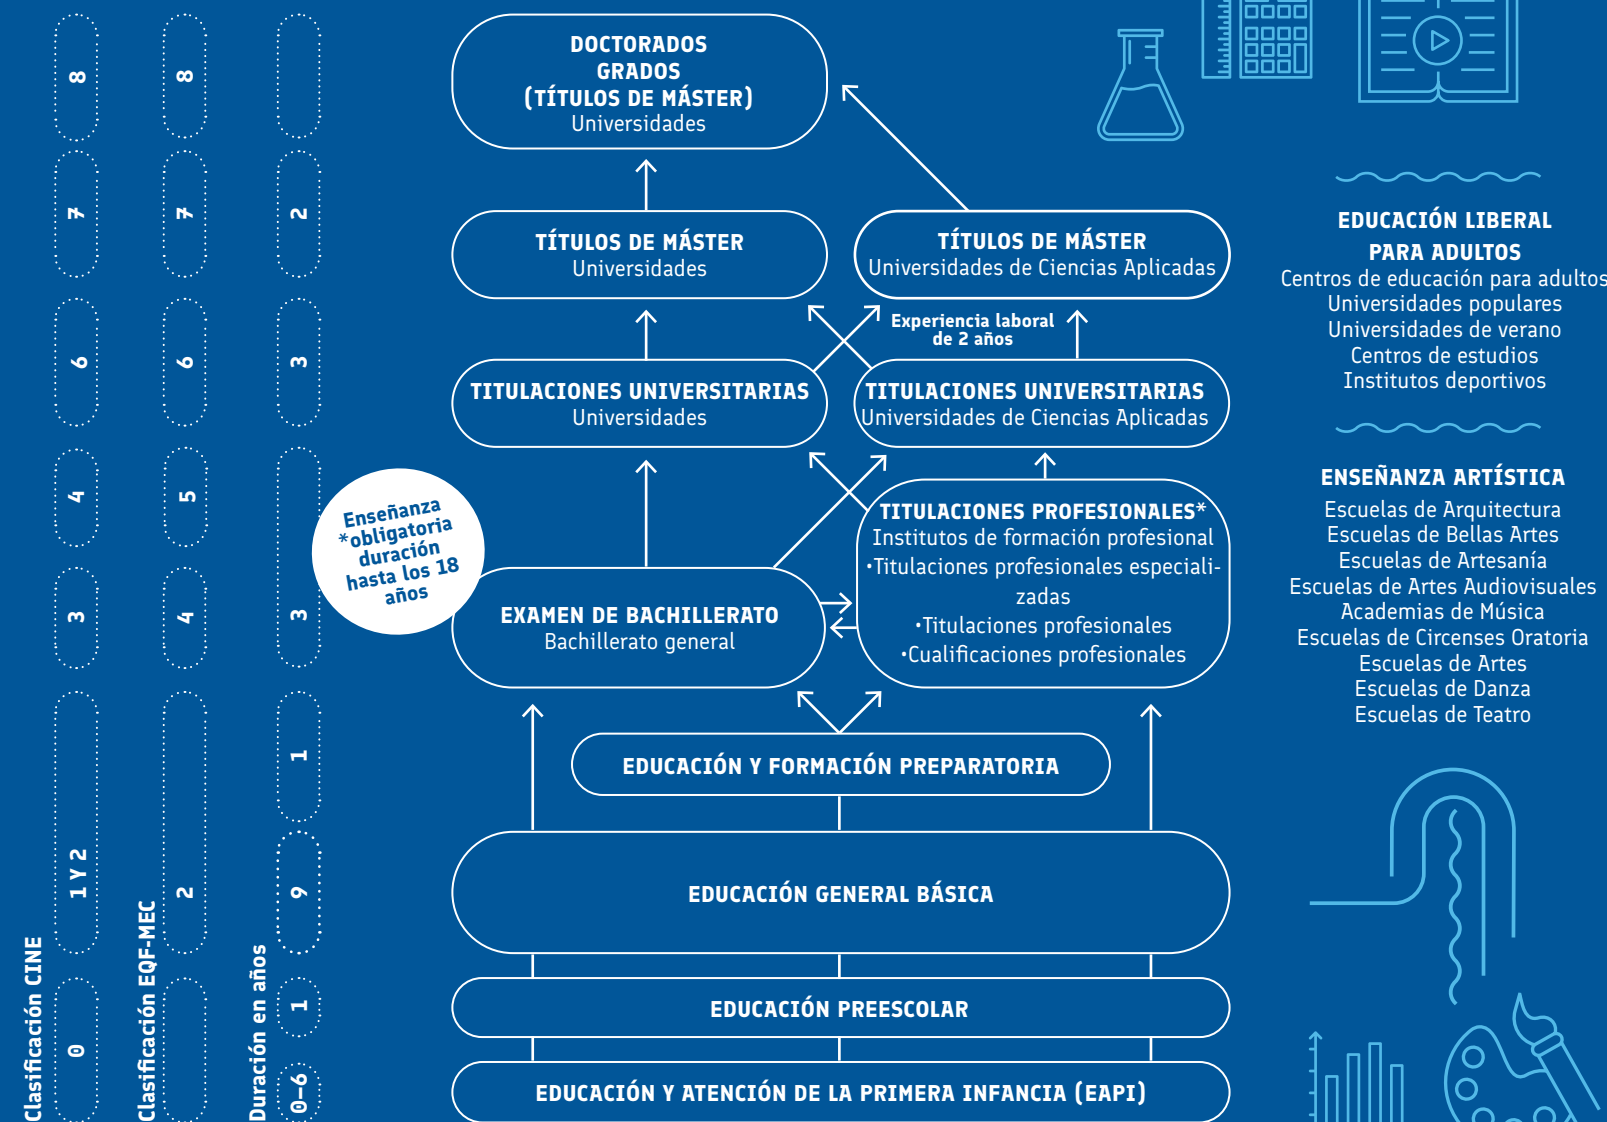 Clasificación CINE
8
7
6
4
3
1 Y 2
0
Clasificación EQF-MEC
8
7
6
5
4
2
Duración en años
2
3
3
1
9
1
0–6
DOCTORADOS
GRADOS
(TÍTULOS DE MÁSTER)
Universidades
TÍTULOS DE MÁSTER
Universidades
TÍTULOS DE MÁSTER
Universidades de Ciencias Aplicadas
Experiencia laboral
de 2 años
TITULACIONES UNIVERSITARIAS
Universidades
TITULACIONES UNIVERSITARIAS
Universidades de Ciencias Aplicadas
Enseñanza
*obligatoria
duración
hasta los 18
años
EXAMEN DE BACHILLERATO
Bachillerato general
TITULACIONES PROFESIONALES*
Institutos de formación profesional
•Titulaciones profesionales especiali-
zadas
•Titulaciones profesionales
•Cualificaciones profesionales
EDUCACIÓN Y FORMACIÓN PREPARATORIA
EDUCACIÓN GENERAL BÁSICA
EDUCACIÓN PREESCOLAR
EDUCACIÓN Y ATENCIÓN DE LA PRIMERA INFANCIA (EAPI)
EDUCACIÓN LIBERAL
PARA ADULTOS
Centros de educación para adultos
Universidades populares
Universidades de verano
Centros de estudios
Institutos deportivos
ENSEÑANZA ARTÍSTICA
Escuelas de Arquitectura
Escuelas de Bellas Artes
Escuelas de Artesanía
Escuelas de Artes Audiovisuales
Academias de Música
Escuelas de Circenses Oratoria
Escuelas de Artes
Escuelas de Danza
Escuelas de Teatro